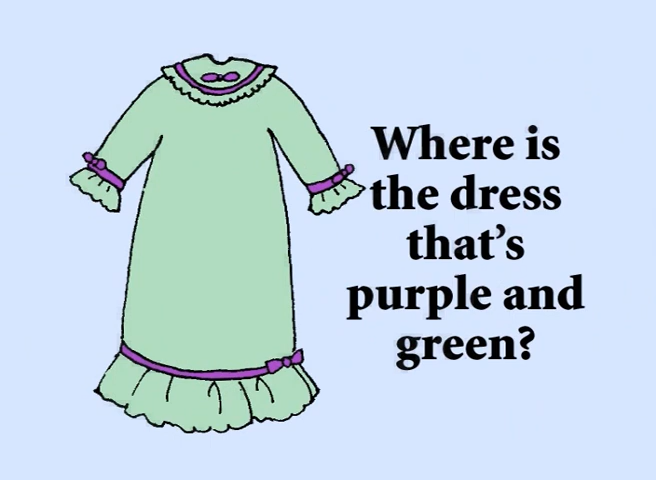 Where is
the dress
that’s
purple and
green?